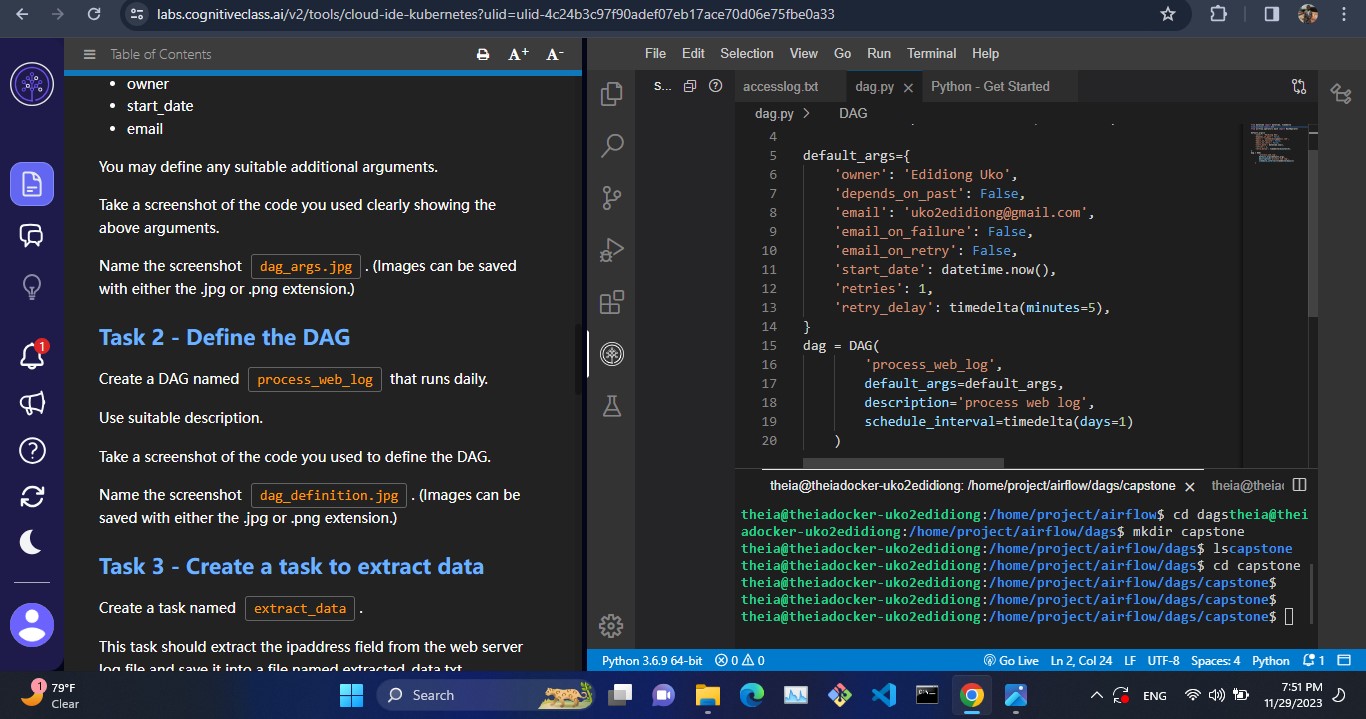 labs.cognitiveclass.ai/v2/tools/cloud-ide-kubernetes?ulid=ulid-4c24b3c97f90adef07eb17ace70d06e75fbe0a33
Table of Contents
A+ A-
• owner
• start_date
• email
You may define any suitable additional arguments.
Take a screenshot of the code you used clearly showing the
above arguments.
Name the screenshot dag_args.jpg . (Images can be saved
with either the .jpg or .png extension.)
Task 2 - Define the DAG
Create a DAG named process_web_log that runs daily.
Use suitable description.
Take a screenshot of the code you used to define the DAG.
Name the screenshot dag_definition.jpg . (Images can be
saved with either the .jpg or .png extension.)
Task 3 - Create a task to extract data
Create a task named extract_data .
This task should extract the ipaddress field from the web server
log file and save it into a file named extracted_data.txt
1
File Edit Selection View Go Run Terminal Help
S... accesslog.txt dag.py Python - Get Started
dag.py > DAG
4
5 default_args={
6 'owner': 'Edidiong Uko',
7 'depends_on_past': False,
8 'email': 'uko2edidiong@gmail.com',
9 'email_on_failure': False,
10 'email_on_retry': False,
11 'start_date': datetime.now(),
12 'retries': 1,
13 'retry_delay': timedelta(minutes=5),
14 }
15 dag = DAG(
16 'process_web_log',
17 default_args=default_args,
18 description='process web log',
19 schedule_interval=timedelta(days=1)
20 )
theia@theiadocker-uko2edidiong: /home/project/airflow/dags/capstone theia@theiad
theia@theiadocker-uko2edidiong:/home/project/airflow$ cd dagstheia@thei
adocker-uko2edidiong:/home/project/airflow/dags$ mkdir capstone
theia@theiadocker-uko2edidiong:/home/project/airflow/dags$ lscapstone
theia@theiadocker-uko2edidiong:/home/project/airflow/dags$ cd capstone
theia@theiadocker-uko2edidiong:/home/project/airflow/dags/capstone$
theia@theiadocker-uko2edidiong:/home/project/airflow/dags/capstone$
theia@theiadocker-uko2edidiong:/home/project/airflow/dags/capstone$
Python 3.6.9 64-bit 0 0 Go Live Ln 2, Col 24 LF UTF-8 Spaces: 4 Python 1
1 79°F
Clear
Search
ENG
7:51 PM
11/29/2023